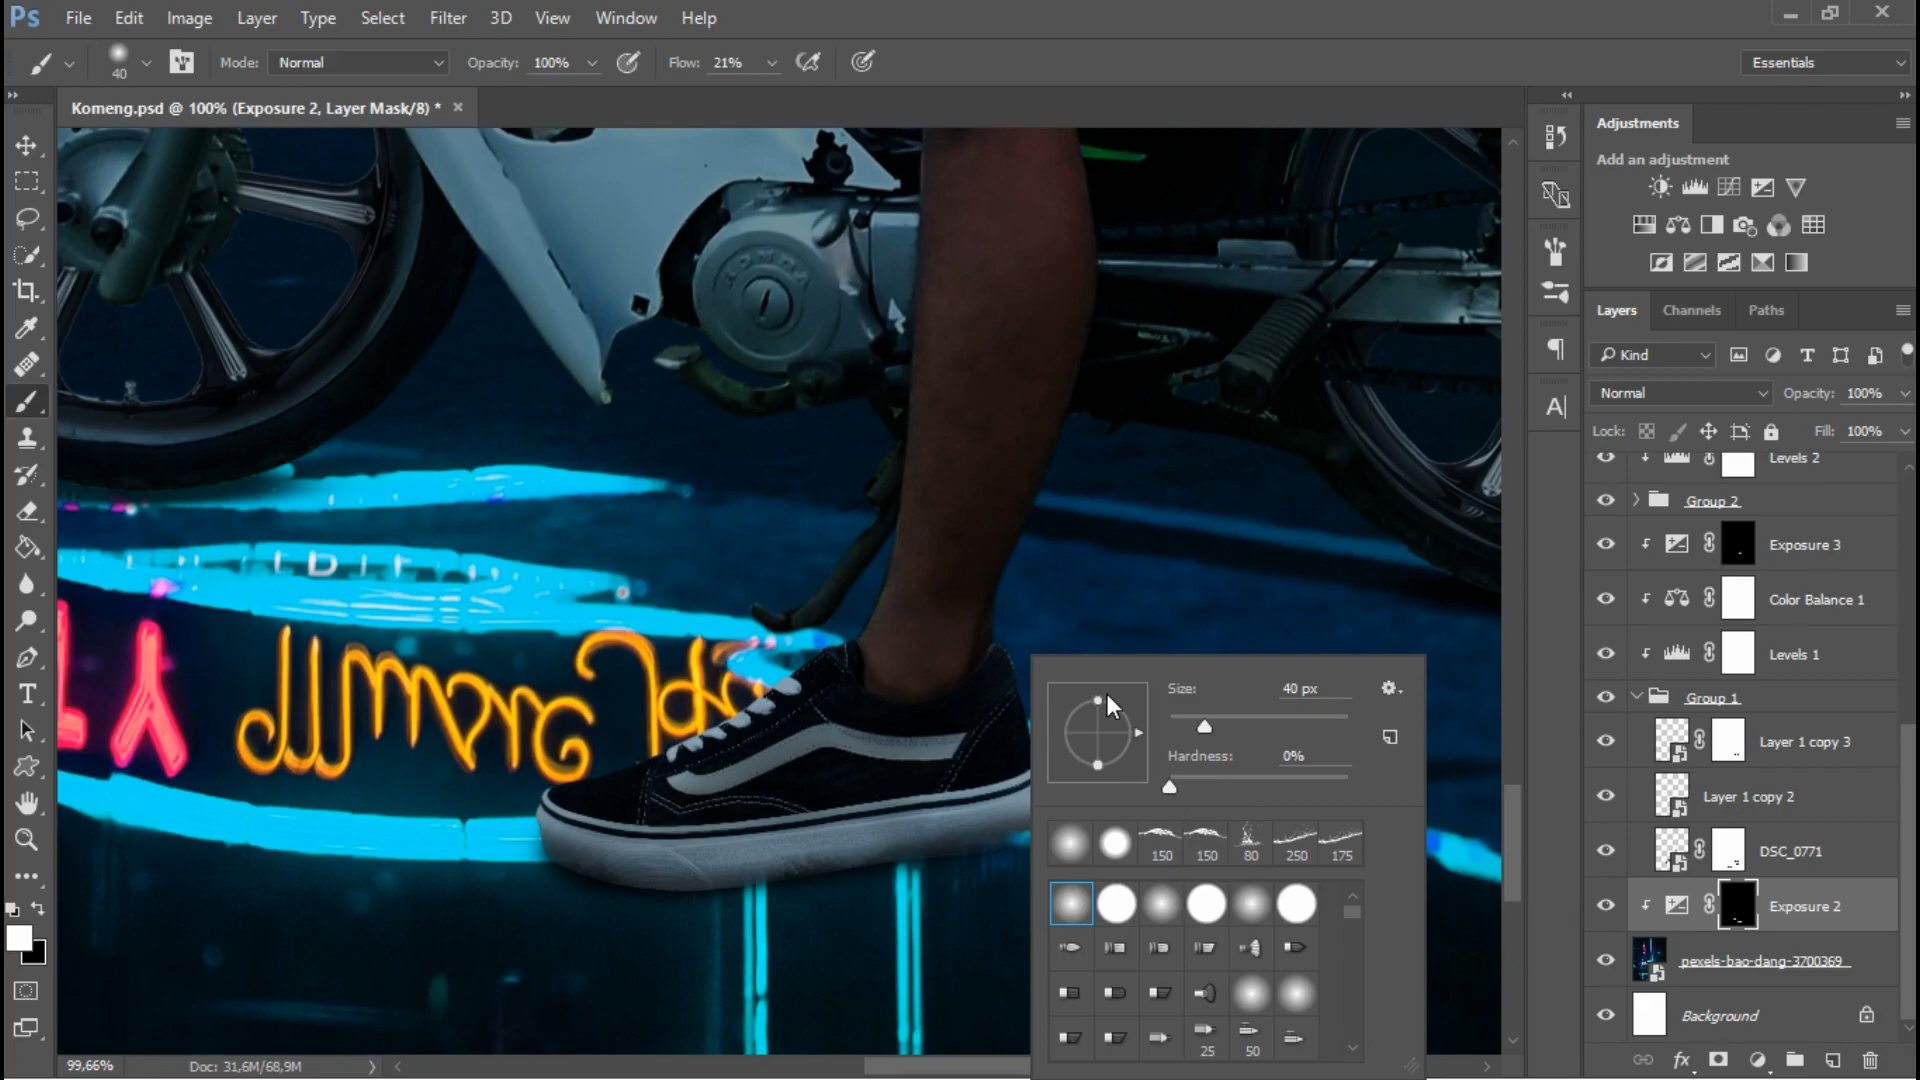 Ps File Edit Image Layer Type Select Filter 3D View Window Help
40 Mode: Normal Opacity: 100% Flow: 21% Essentials
Komeng.psd @ 100% (Exposure 2, Layer Mask/8) *
Adjustments
Add an adjustment
Layers Channels Paths
Kind
Normal Opacity: 100%
Lock: Fill: 100%
Levels 2
Group 2
Exposure 3
Color Balance 1
Levels 1
Group 1
Layer 1 copy 3
Layer 1 copy 2
DSC_0771
Exposure 2
pexels-bao-dang-3700369
Background
Size: 40 px
Hardness: 0%
150 150 80 250 175
25 50
99,66% Doc: 31,6M/68,9M